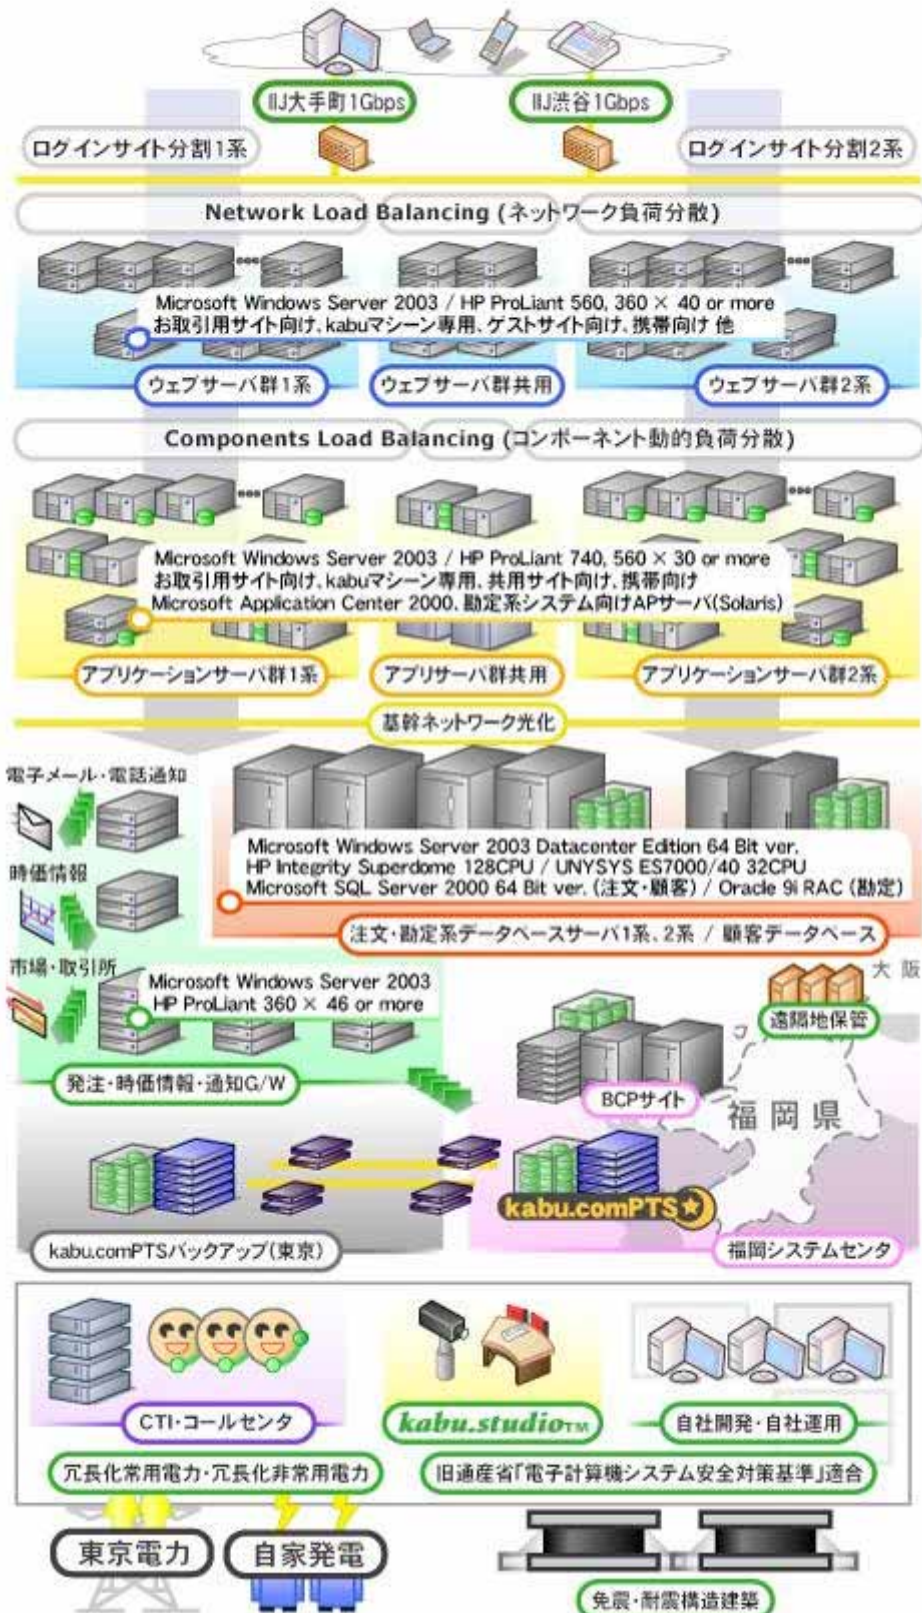 IIJ大手町1Gbps
IIJ渋谷1Gbps
ログインサイト分割1系
ログインサイト分割2系
Network Load Balancing (ネットワーク負荷分散)
Microsoft Windows Server 2003 / HP ProLiant 560, 360 × 40 or more
お取引用サイト向け、kabuマシーン専用、ゲストサイト向け、携帯向け 他
ウェブサーバ群1系
ウェブサーバ群共用
ウェブサーバ群2系
Components Load Balancing (コンポーネント動的負荷分散)
Microsoft Windows Server 2003 / HP ProLiant 740, 560 × 30 or more
お取引用サイト向け、kabuマシーン専用、共用サイト向け、携帯向け
Microsoft Application Center 2000、勘定系システム向けAPサーバ(Solaris)
アプリケーションサーバ群1系
アプリサーバ群共用
アプリケーションサーバ群2系
基幹ネットワーク光化
電子メール・電話通知
Microsoft Windows Server 2003 Datacenter Edition 64 Bit ver.
HP Integrity Superdome 128CPU / UNYSYS ES7000/40 32CPU
Microsoft SQL Server 2000 64 Bit ver. (注文・顧客) / Oracle 9i RAC (勘定)
時価情報
注文・勘定系データベースサーバ1系、2系 / 顧客データベース
市場・取引所
Microsoft Windows Server 2003
HP ProLiant 360 × 46 or more
大阪
遠隔地保管
発注・時価情報・通知G/W
BCPサイト
福岡県
kabu.comPTS
kabu.comPTSバックアップ(東京)
福岡システムセンタ
CTI・コールセンタ
kabu.studio™
自社開発・自社運用
冗長化常用電力・冗長化非常用電力
旧通産省「電子計算機システム安全対策基準」適合
東京電力
自家発電
免震・耐震構造建築